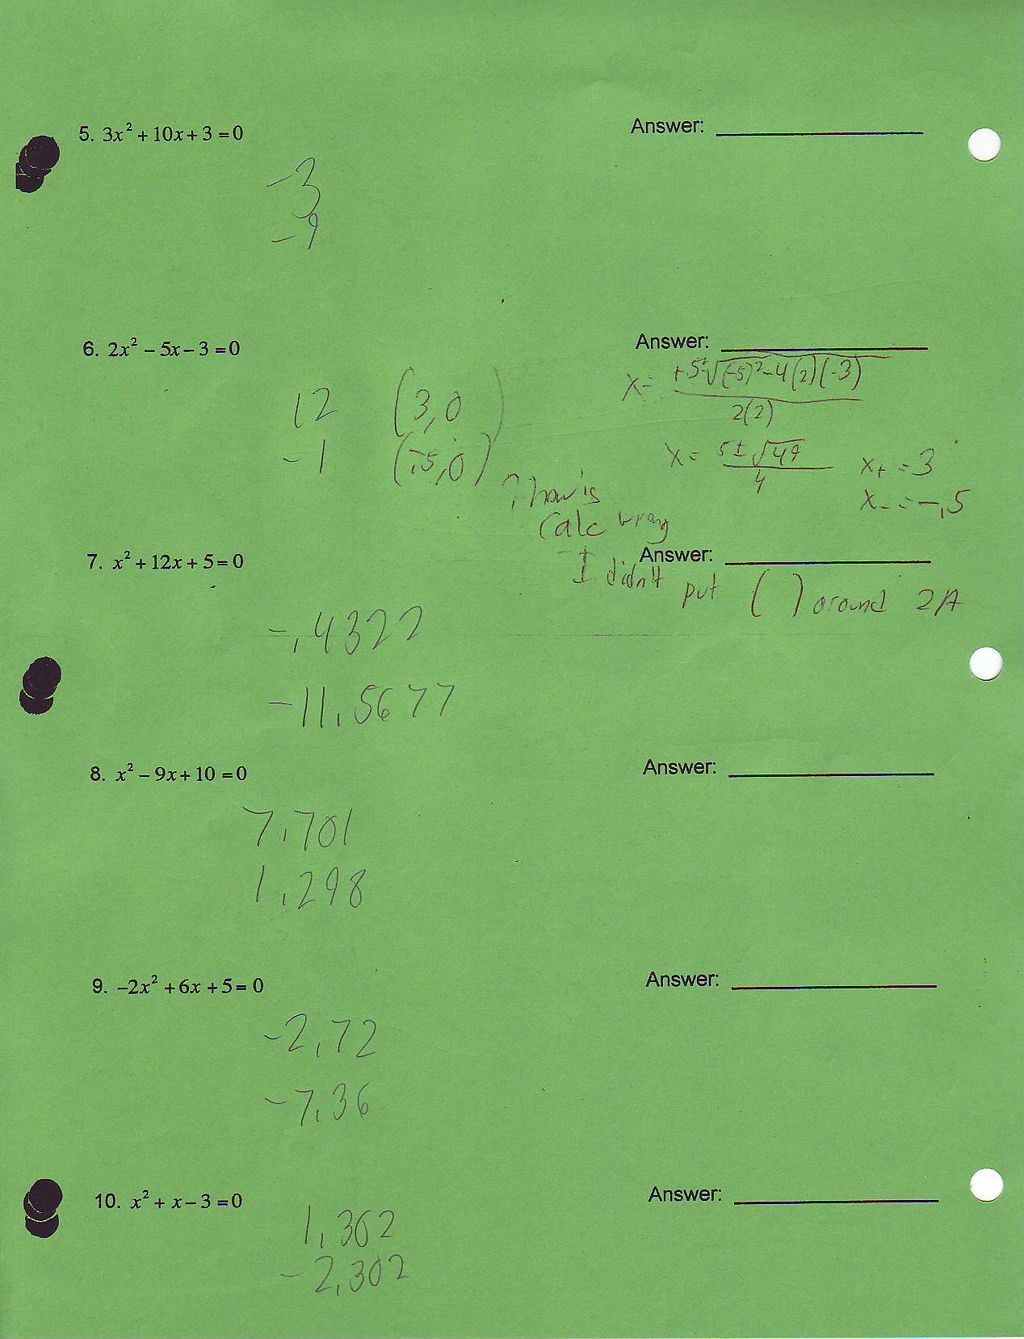 5. 3x² + 10x + 3 = 0
Answer:
-3
-9
6. 2x² - 5x - 3 = 0
Answer:
12 (3,0)
-1 (-.5,0)
x = +5±√(-5)²-4(2)(-3)
2(2)
x = 5±√49
4
x+ = 3
x- = -.5
? how is
calc wrong
I didn't put ( ) around 2A
7. x² + 12x + 5 = 0
Answer:
-.4322
-11.5677
8. x² - 9x + 10 = 0
Answer:
7.701
1.298
9. -2x² + 6x + 5 = 0
Answer:
-2.72
-7.36
10. x² + x - 3 = 0
Answer:
1.302
-2.302